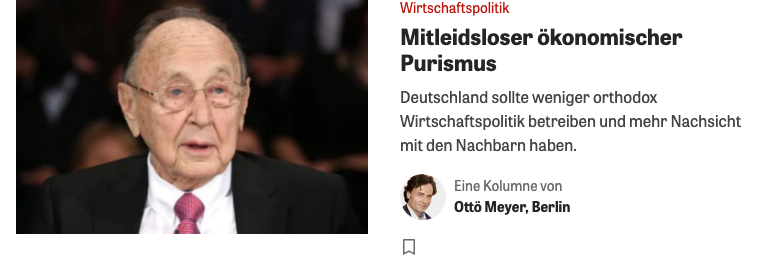 Wirtschaftspolitik
Mitleidsloser ökonomischer
Purismus
Deutschland sollte weniger orthodox
Wirtschaftspolitik betreiben und mehr Nachsicht
mit den Nachbarn haben.
Eine Kolumne von
Ottö Meyer, Berlin